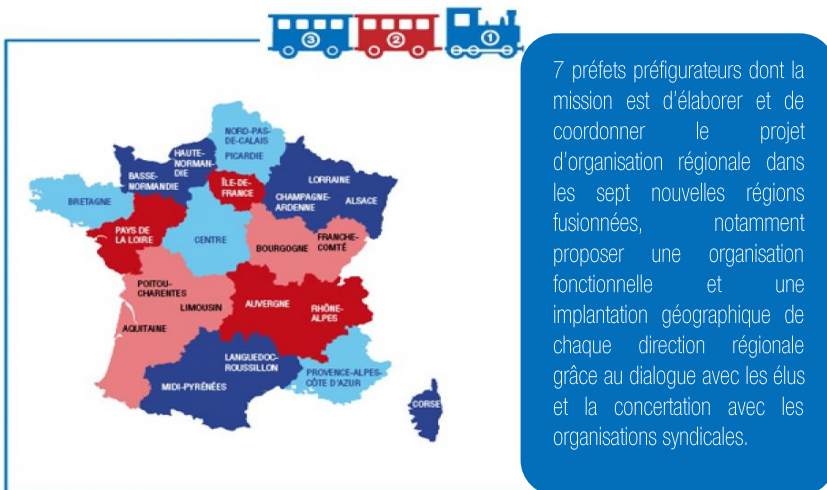 3
2
1
NORD-PAS-
DE-CALAIS
PICARDIE
HAUTE-
NORMAN-
DIE
BASSE-
NORMANDIE
ÎLE-DE-
FRANCE
LORRAINE
CHAMPAGNE-
ARDENNE
ALSACE
BRETAGNE
PAYS DE
LA LOIRE
CENTRE
BOURGOGNE
FRANCHE-
COMTÉ
POITOU-
CHARENTES
LIMOUSIN
AUVERGNE
RHÔNE-
ALPES
AQUITAINE
LANGUEDOC-
ROUSSILLON
MIDI-PYRÉNÉES
PROVENCE-ALPES-
CÔTE D'AZUR
CORSE
7 préfets préfigurateurs dont la
mission est d'élaborer et de
coordonner le projet
d'organisation régionale dans
les sept nouvelles régions
fusionnées, notamment
proposer une organisation
fonctionnelle et une
implantation géographique de
chaque direction régionale
grâce au dialogue avec les élus
et la concertation avec les
organisations syndicales.